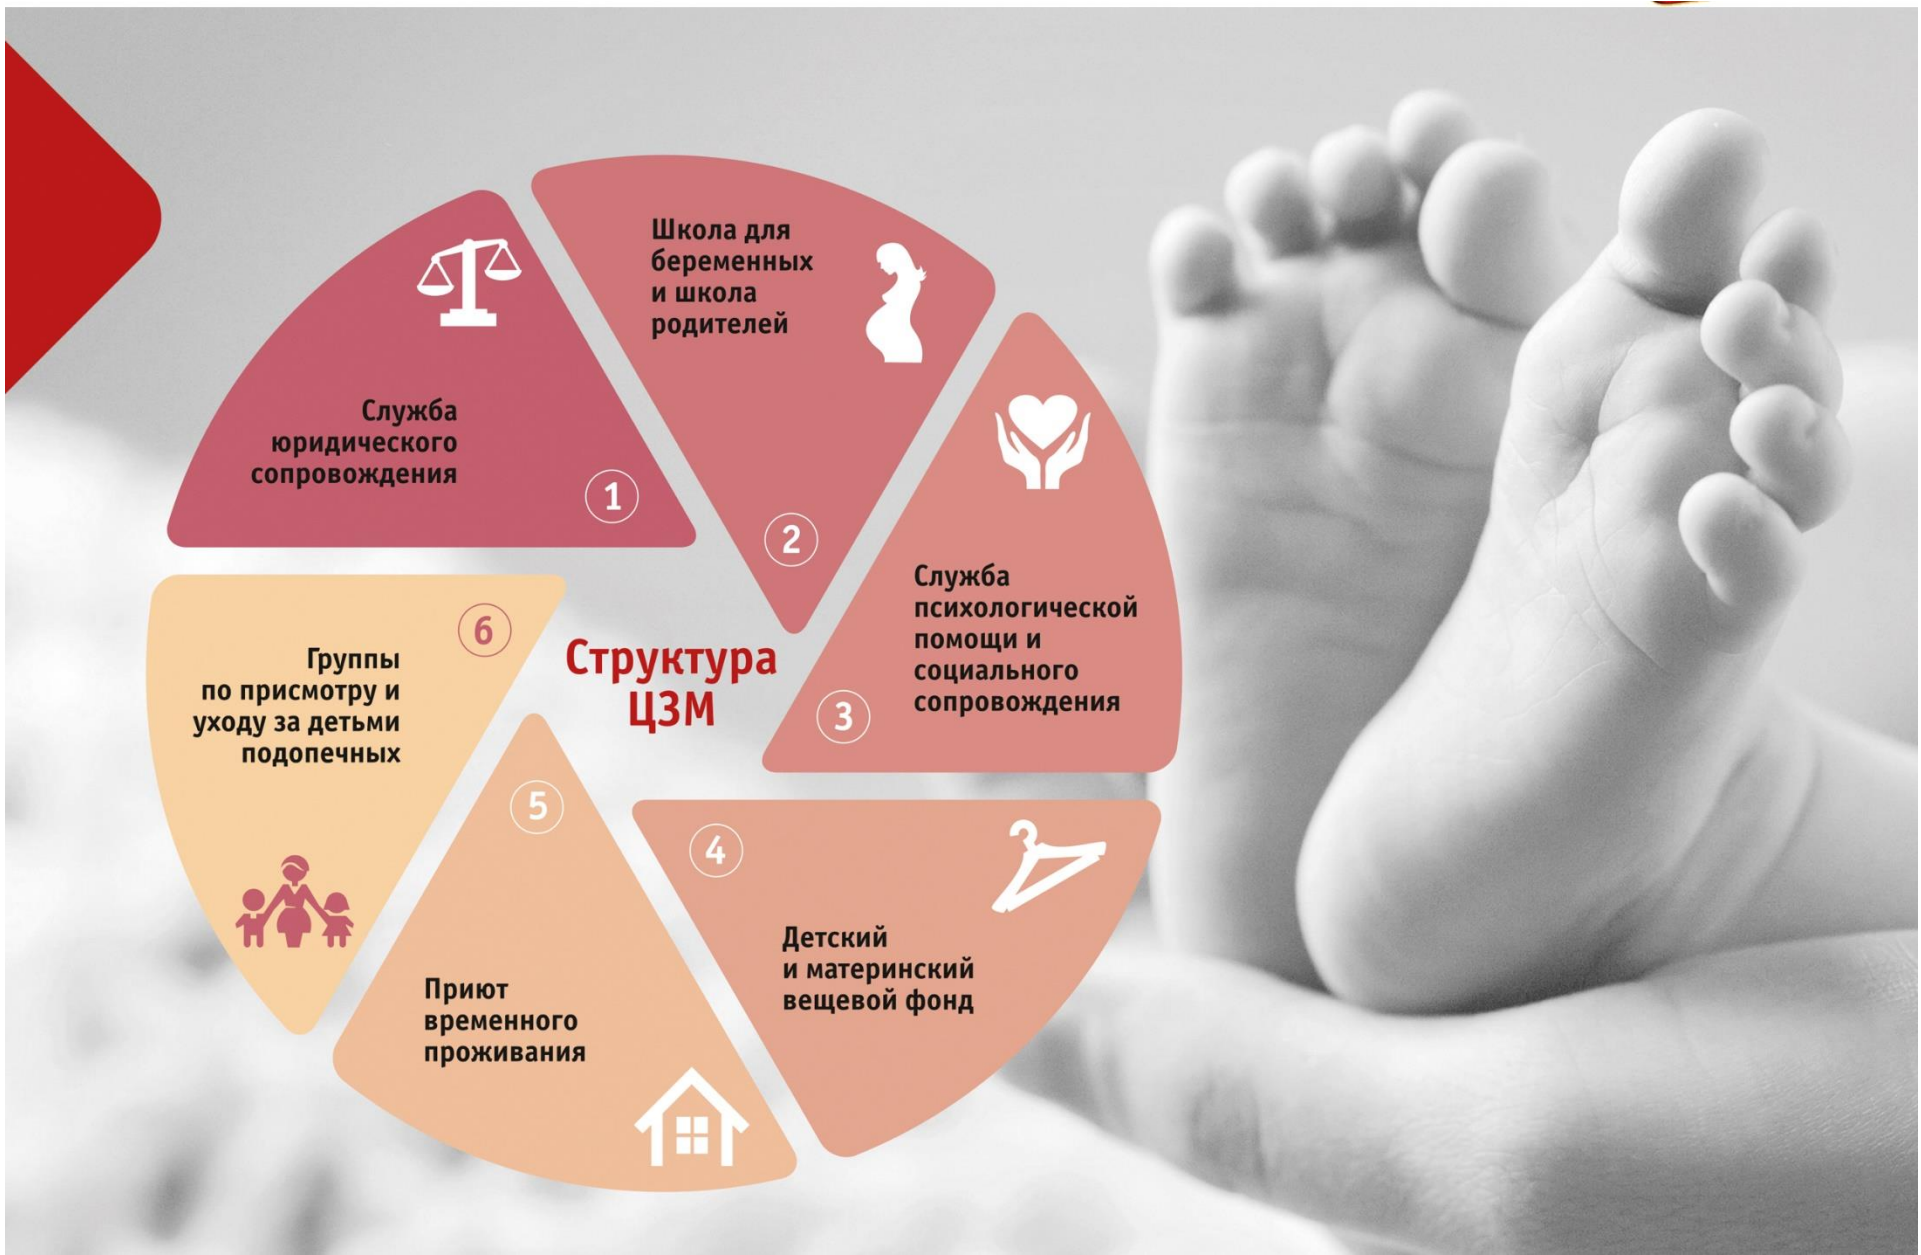 Структура
ЦЗМ
Служба
юридического
сопровождения
1
Школа для
беременных
и школа
родителей
2
Служба
психологической
помощи и
социального
сопровождения
3
4
Детский
и материнский
вещевой фонд
5
Приют
временного
проживания
6
Группы
по присмотру и
уходу за детьми
подопечных